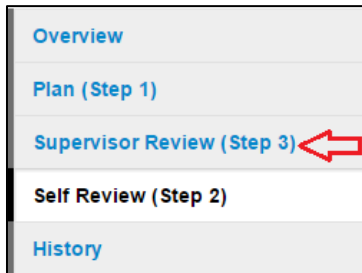 Overview
Plan (Step 1)
Supervisor Review (Step 3)
Self Review (Step 2)
History